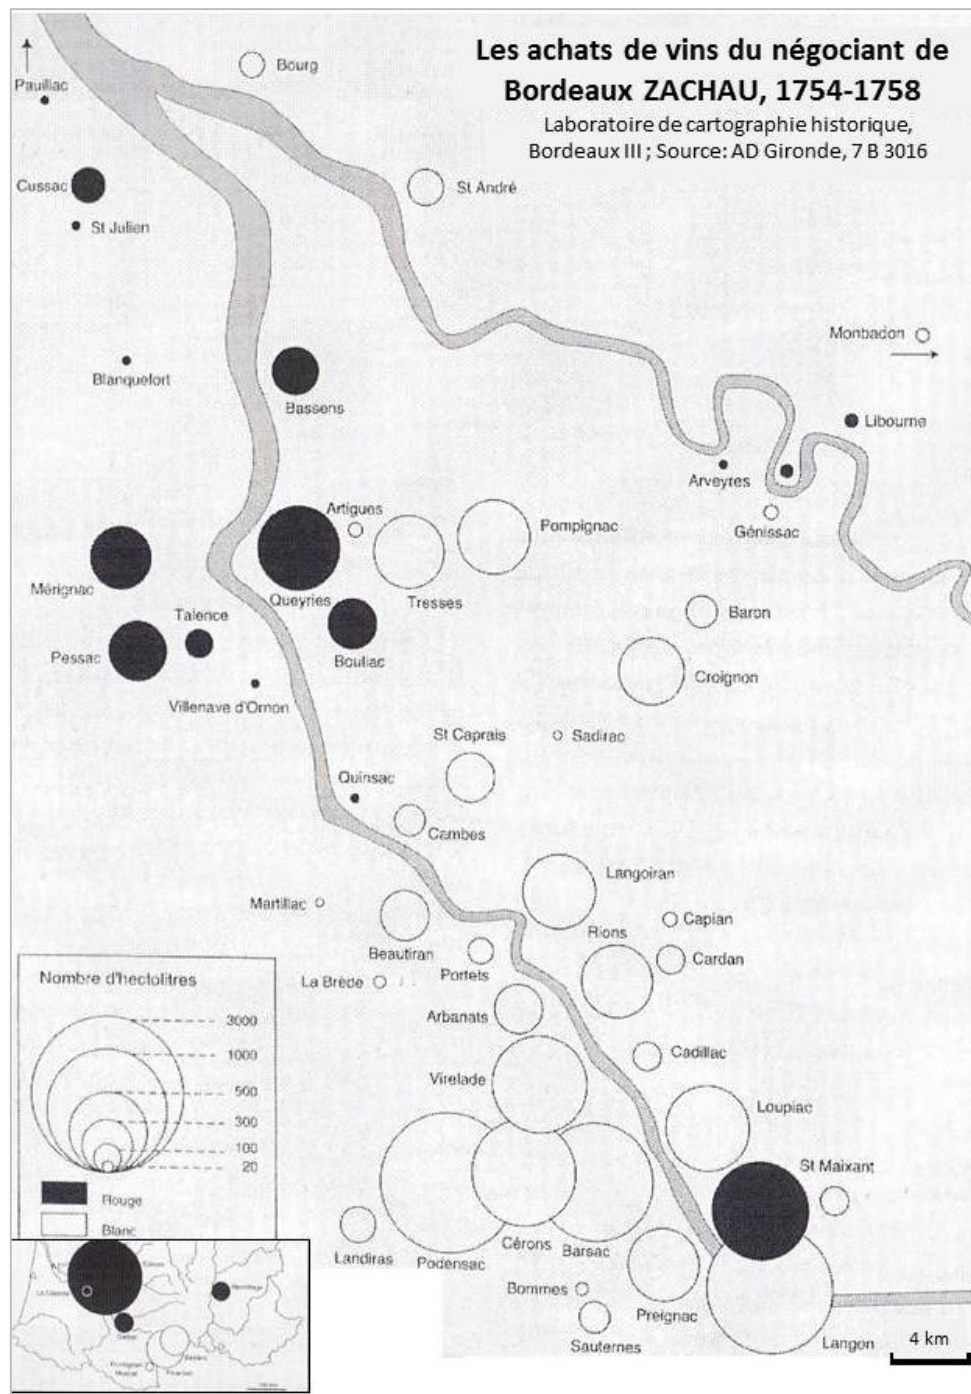 Les achats de vins du négociant de
Bordeaux ZACHAU, 1754-1758
Laboratoire de cartographie historique,
Bordeaux III ; Source: AD Gironde, 7 B 3016
Bourg
Pauillac
Cussac
St André
St Julien
Monbadon
Blanquefort
Bassens
Libourne
Arveyres
Artigues
Pompignac
Génissac
Mérignac
Queyries
Tresses
Talence
Baron
Pessac
Bouliac
Croignon
Villenave d'Ornon
St Caprais
Sadirac
Quinsac
Cambes
Langoiran
Martillac
Caplan
Beautiran
Rions
Cardan
Portets
La Brède
Arbanats
Cadillac
Virelade
Loupiac
St Maixant
Landiras
Podensac
Cérons
Barsac
Bommes
Preignac
Sauternes
Langon
4 km
Nombre d'hectolitres
3000
1000
500
300
100
20
Rouge
Blanc
Hermitage
Béziers